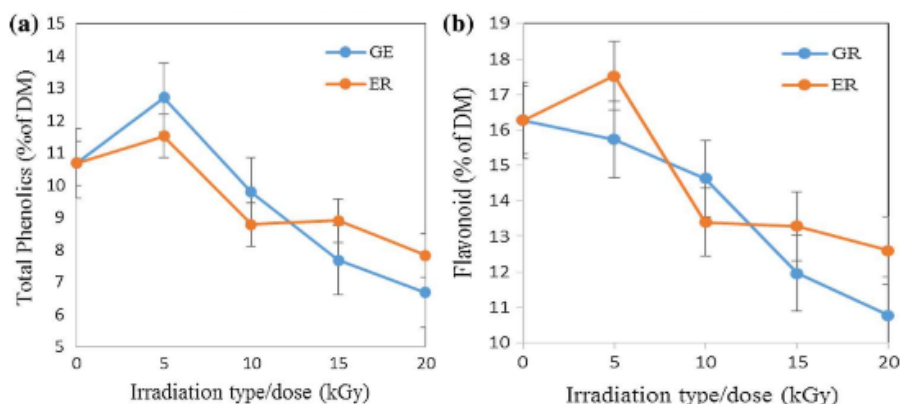 (a)
Total Phenolics (‰of DM)
15
14
13
12
11
10
9
8
7
6
5
GE
ER
0 5 10 15 20
Irradiation type/dose (kGy)
(b)
Flavonoid (% of DM)
19
18
17
16
15
14
13
12
11
10
GR
ER
0 5 10 15 20
Irradiation type/dose (kGy)